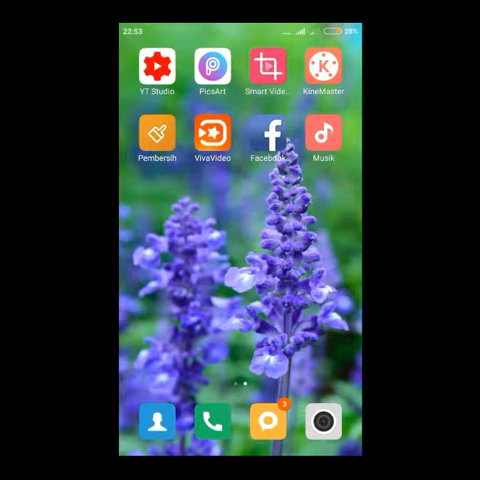 22:53 ... 28%
YT Studio PicsArt Smart Vide.. KineMaster
Pembersih VivaVideo Facebook Musik
3